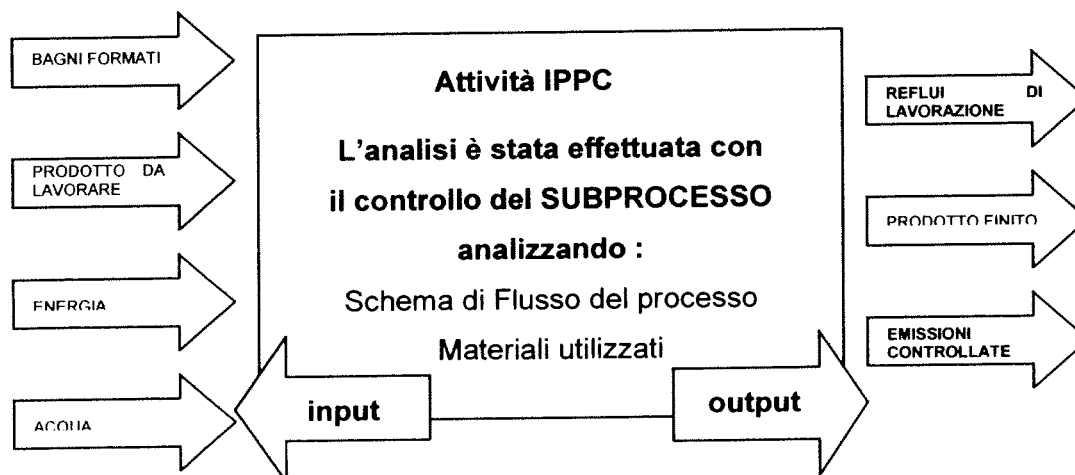 BAGNI FORMATI
PRODOTTO DA
LAVORARE
ENERGIA
ACQUA
Attività IPPC
L'analisi è stata effettuata con
il controllo del SUBPROCESSO
analizzando :
Schema di Flusso del processo
Materiali utilizzati
input
output
REFLUI DI
LAVORAZIONE
PRODOTTO FINITO
EMISSIONI
CONTROLLATE